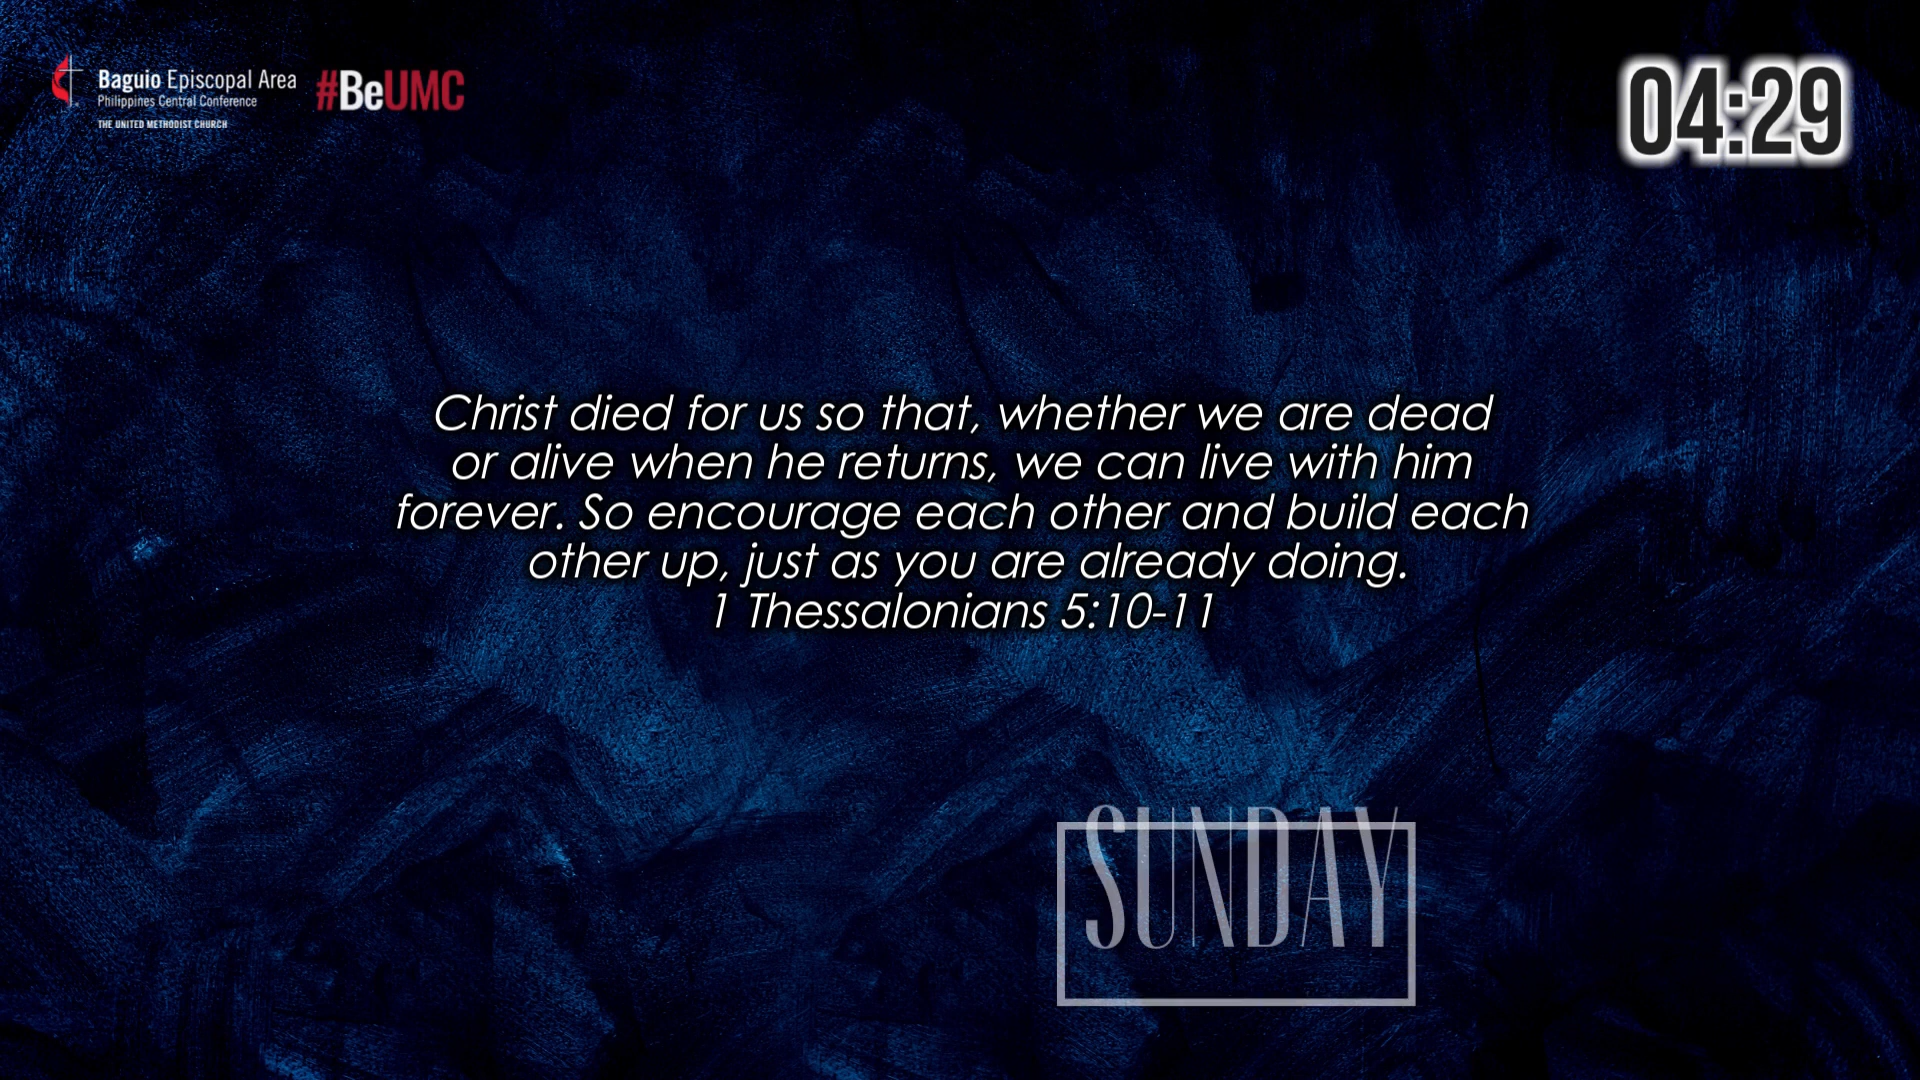 Baguio Episcopal Area
Philippines Central Conference
THE UNITED METHODIST CHURCH
#BeUMC
04:29
Christ died for us so that, whether we are dead
or alive when he returns, we can live with him
forever. So encourage each other and build each
other up, just as you are already doing.
1 Thessalonians 5:10-11
SUNDAY